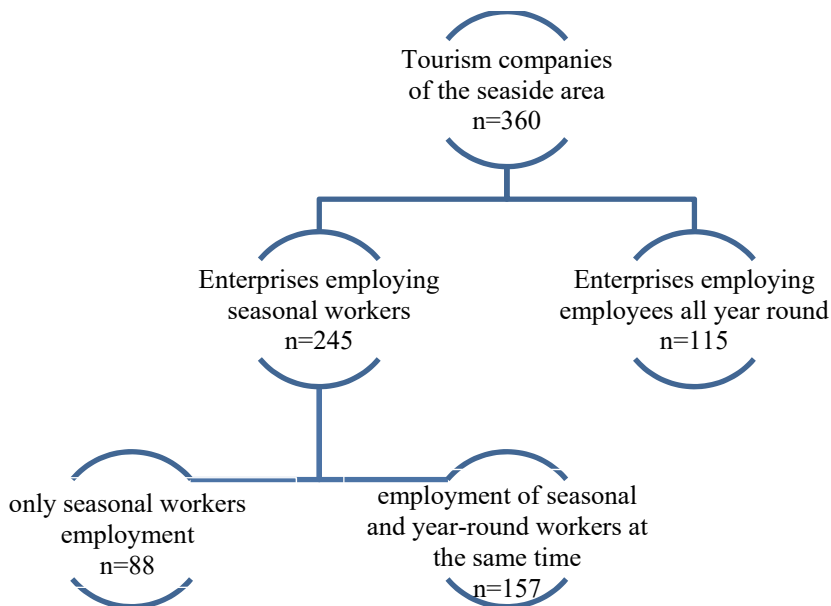 Tourism companies
of the seaside area
n=360
Enterprises employing
seasonal workers
n=245
Enterprises employing
employees all year round
n=115
only seasonal workers
employment
n=88
employment of seasonal
and year-round workers at
the same time
n=157